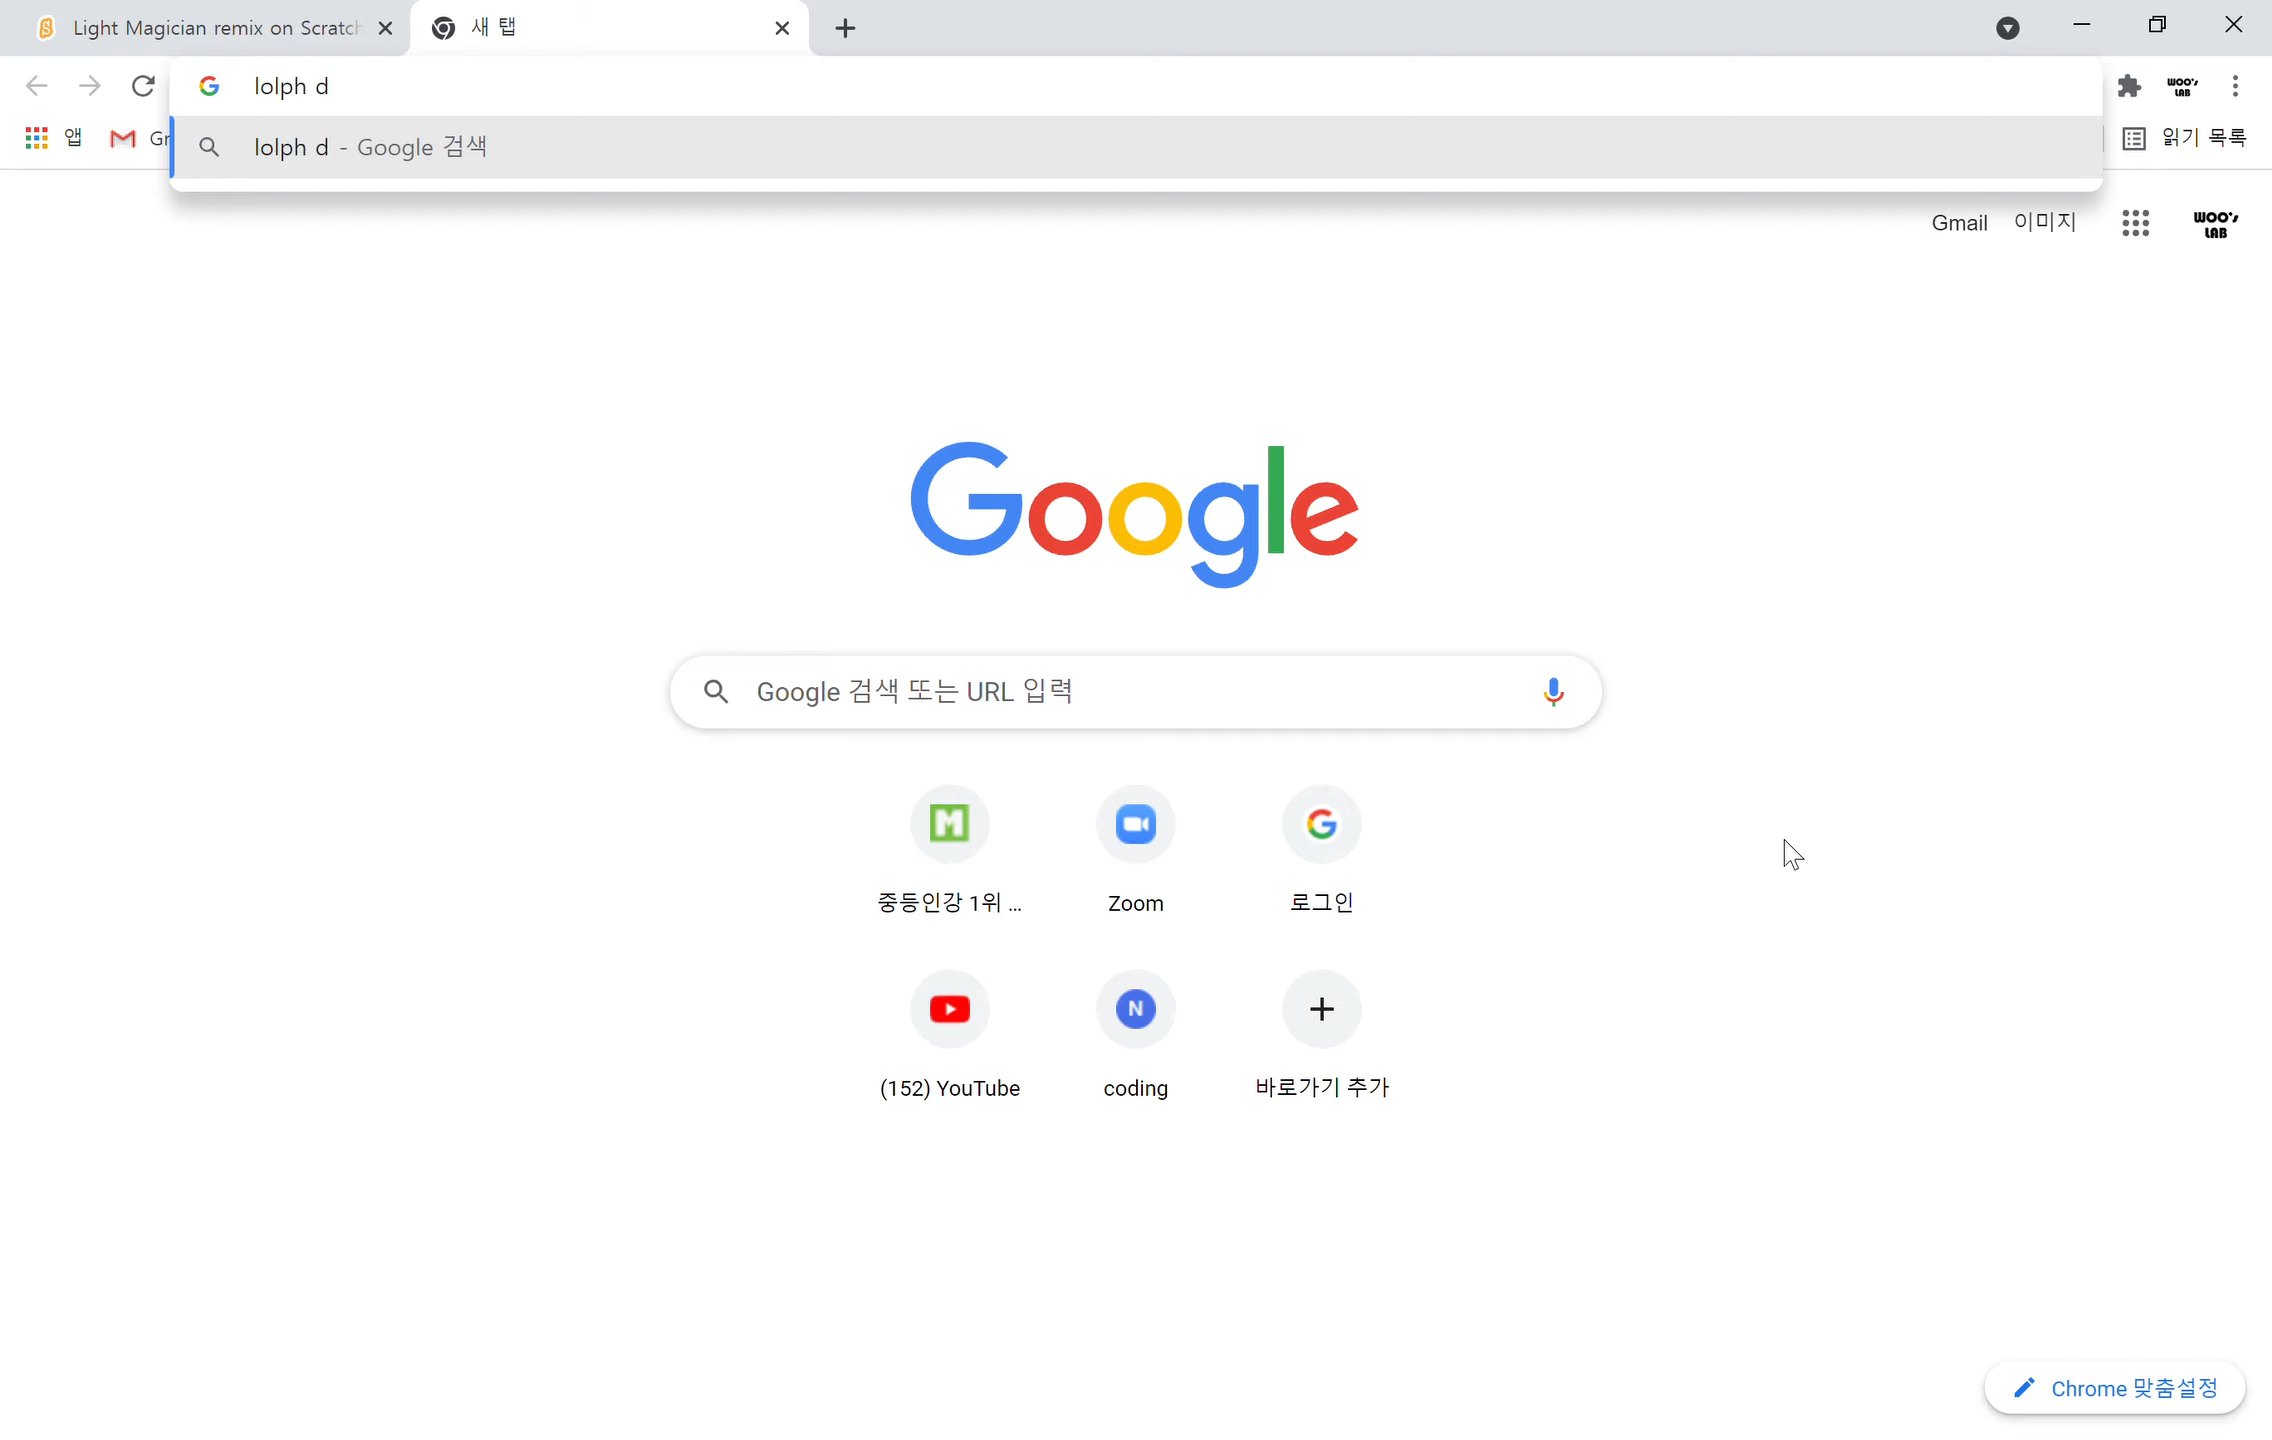 Light Magician remix on Scratch
새 탭
lolph d
앱
lolph d - Google 검색
읽기 목록
WOO's LAB
Gmail 이미지
WOO's LAB
Google
Google 검색 또는 URL 입력
중등인강 1위 ...
Zoom
로그인
N
(152) YouTube
coding
바로가기 추가
Chrome 맞춤설정